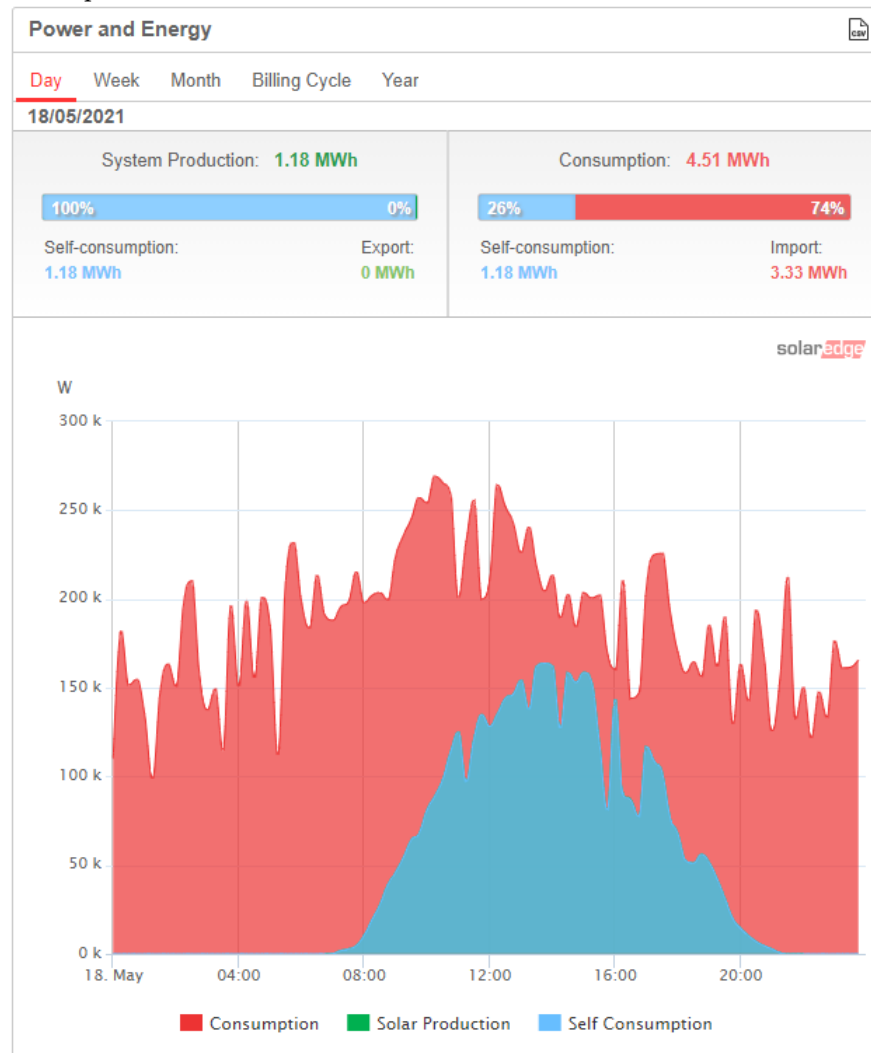 Power and Energy
CSV
Day Week Month Billing Cycle Year
18/05/2021
System Production: 1.18 MWh
100% 0%
Self-consumption: Export:
1.18 MWh 0 MWh
Consumption: 4.51 MWh
26% 74%
Self-consumption: Import:
1.18 MWh 3.33 MWh
solaredge
W
300 k
250 k
200 k
150 k
100 k
50 k
0 k
18. May 04:00 08:00 12:00 16:00 20:00
Consumption Solar Production Self Consumption